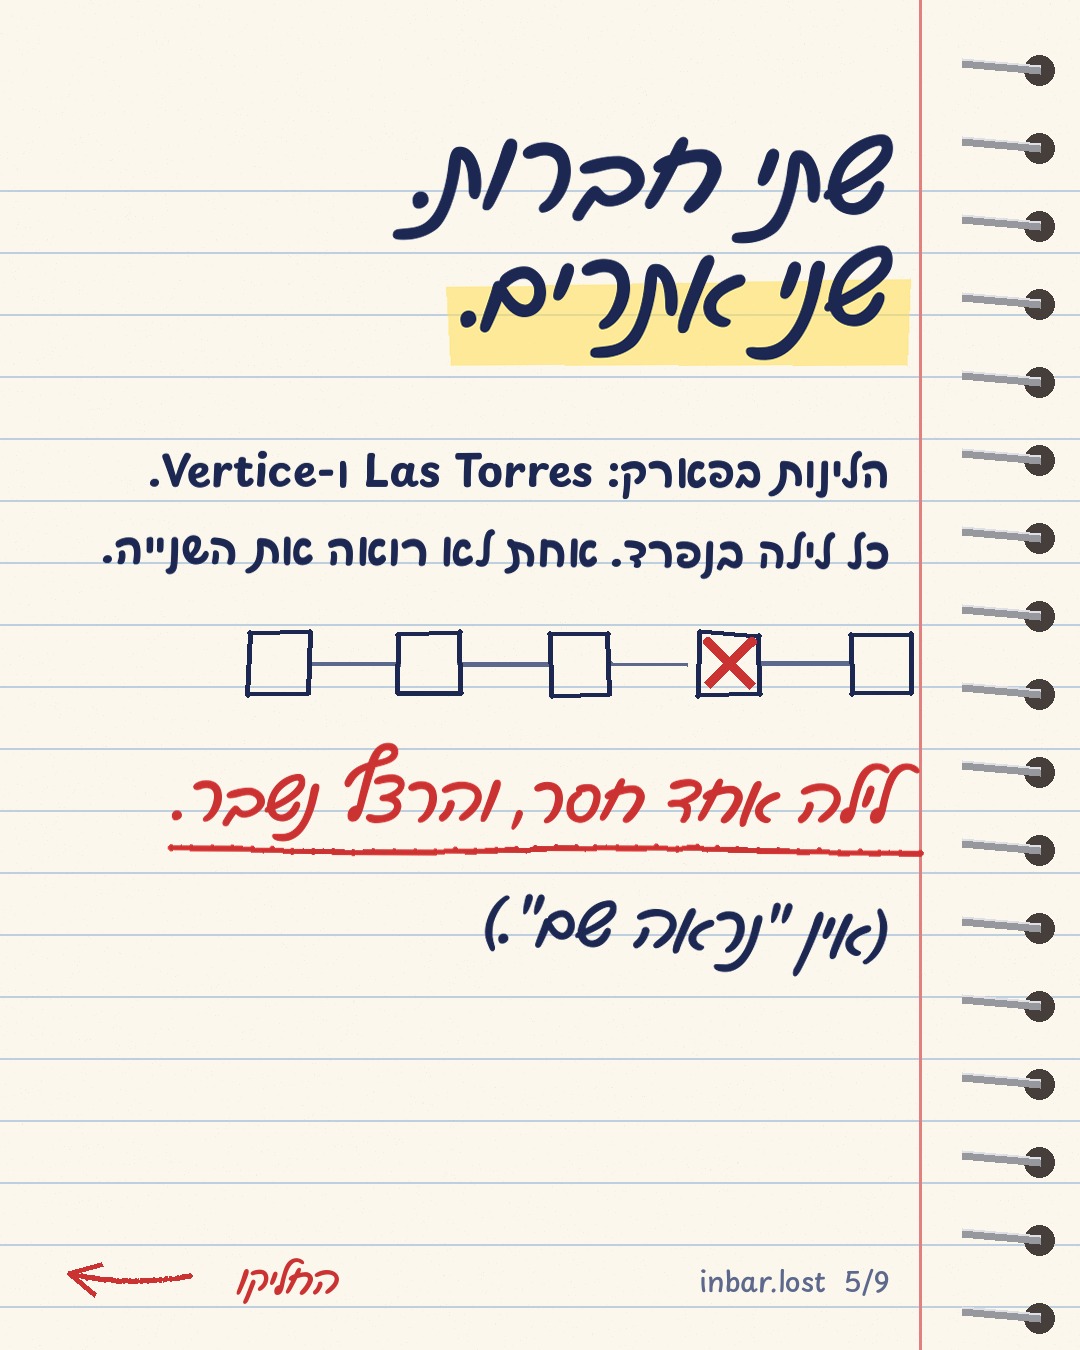 שתי חברות.
שני אתרים.
הלינות בפארק: Las Torres ו-Vertice.
כל לילה בנפרד. אחת לא רואה את השנייה.
לילה אחד חסר, והרצף נשבר.
(אין "נראה שם".)
החליקו
inbar.lost 5/9